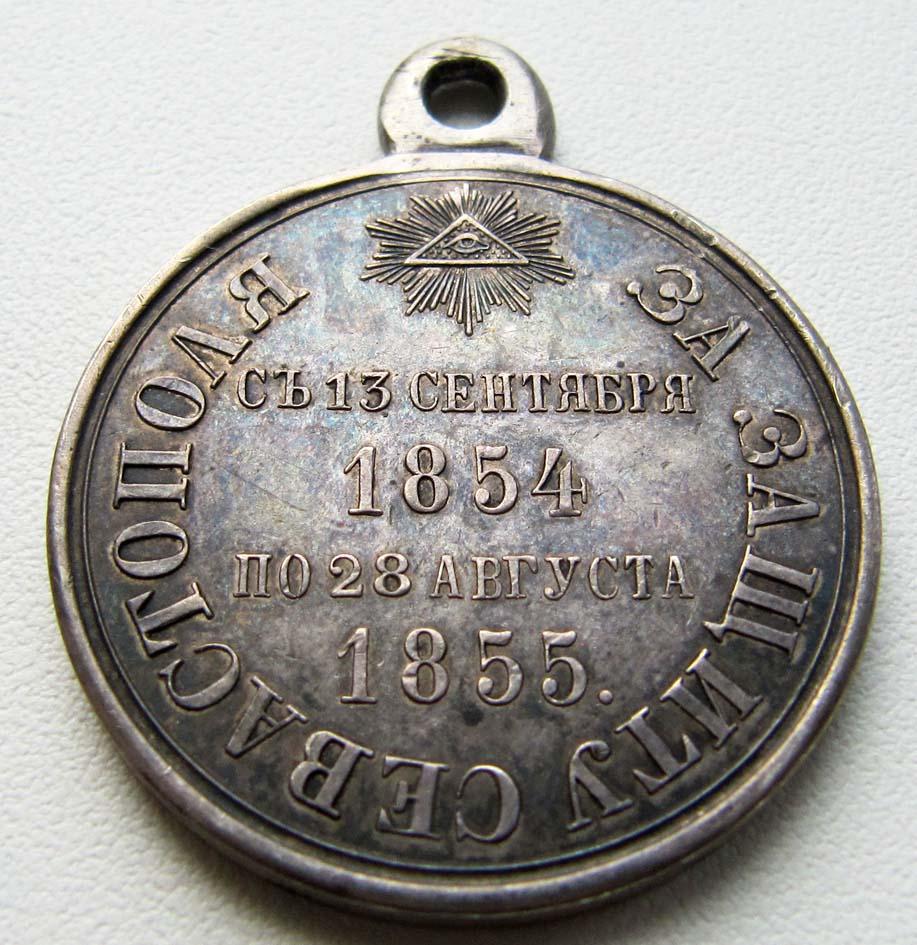 ЗА ЗАЩИТУ СЕВАСТОПОЛЯ
СЪ 13 СЕНТЯБРЯ
1854
ПО 28 АВГУСТА
1855.